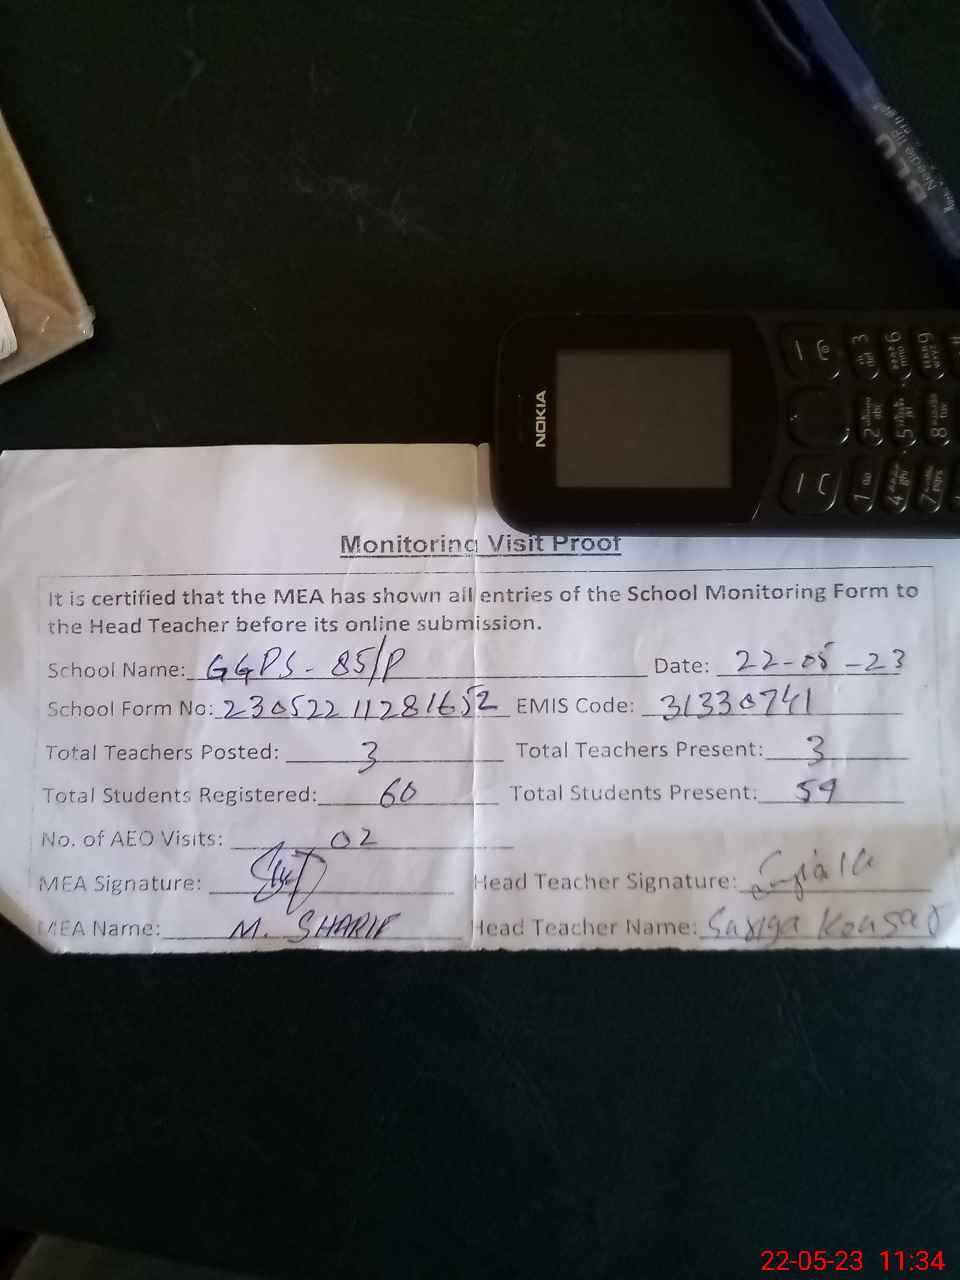 BLU
Needle tip
NOKIA
Monitoring Visit Proof
It is certified that the MEA has shown all entries of the School Monitoring Form to
the Head Teacher before its online submission.
School Name: GGPS - 85/P Date: 22-05-23
School Form No: 23052211281652 EMIS Code: 31330741
Total Teachers Posted: 3 Total Teachers Present: 3
Total Students Registered: 60 Total Students Present: 59
No. of AEO Visits: 02
MEA Signature: Head Teacher Signature:
MEA Name: M. SHARIF Head Teacher Name: Kousar
22-05-23 11:34